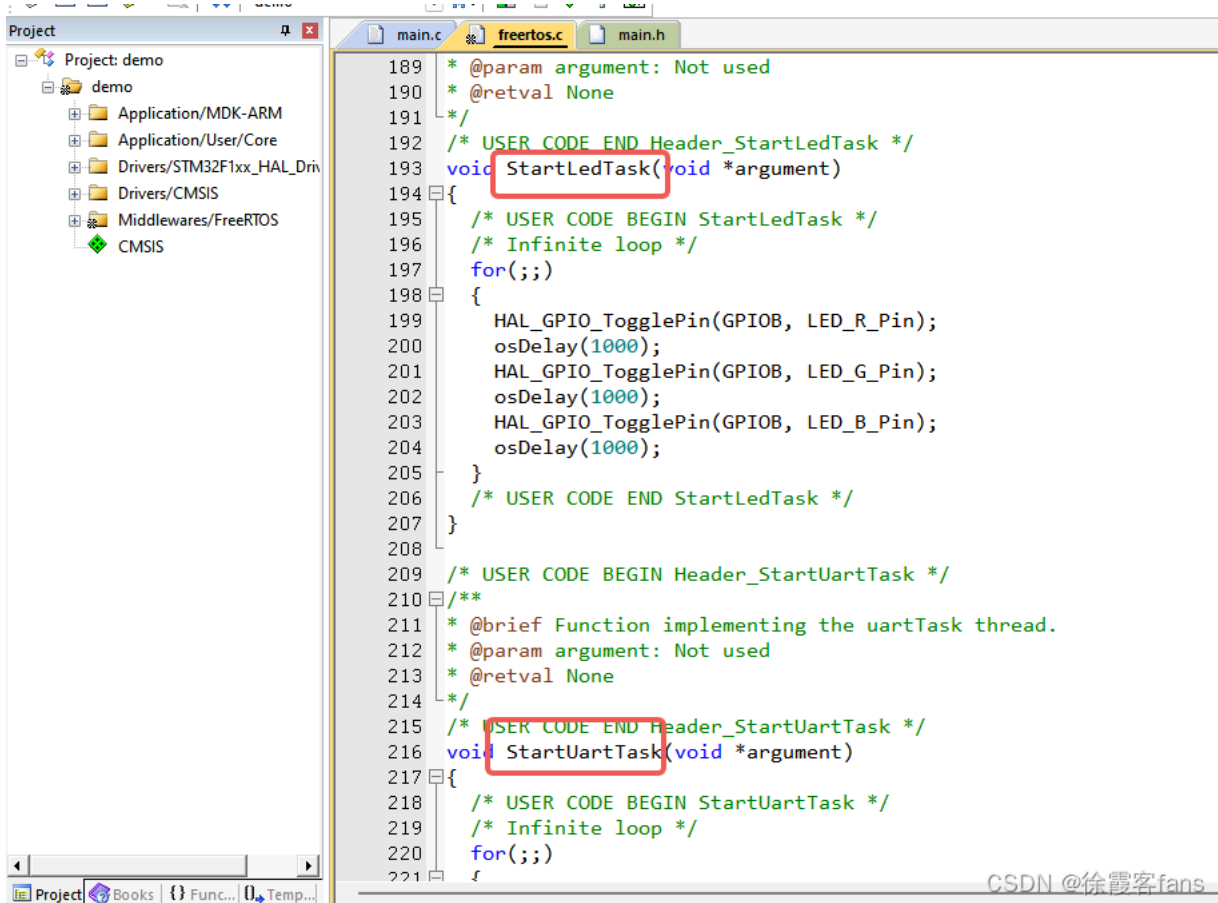 Project
Project: demo
demo
Application/MDK-ARM
Application/User/Core
Drivers/STM32F1xx_HAL_Driv
Drivers/CMSIS
Middlewares/FreeRTOS
CMSIS
Project Books {} Func... Temp...
main.c freertos.c main.h
189 * @param argument: Not used
190 * @retval None
191 */
192 /* USER CODE END Header_StartLedTask */
193 void StartLedTask(void *argument)
194 {
195 /* USER CODE BEGIN StartLedTask */
196 /* Infinite loop */
197 for(;;)
198 {
199 HAL_GPIO_TogglePin(GPIOB, LED_R_Pin);
200 osDelay(1000);
201 HAL_GPIO_TogglePin(GPIOB, LED_G_Pin);
202 osDelay(1000);
203 HAL_GPIO_TogglePin(GPIOB, LED_B_Pin);
204 osDelay(1000);
205 }
206 /* USER CODE END StartLedTask */
207 }
208
209 /* USER CODE BEGIN Header_StartUartTask */
210 /**
211 * @brief Function implementing the uartTask thread.
212 * @param argument: Not used
213 * @retval None
214 */
215 /* USER CODE END Header_StartUartTask */
216 void StartUartTask(void *argument)
217 {
218 /* USER CODE BEGIN StartUartTask */
219 /* Infinite loop */
220 for(;;)
221 {
CSDN @徐霞客fans